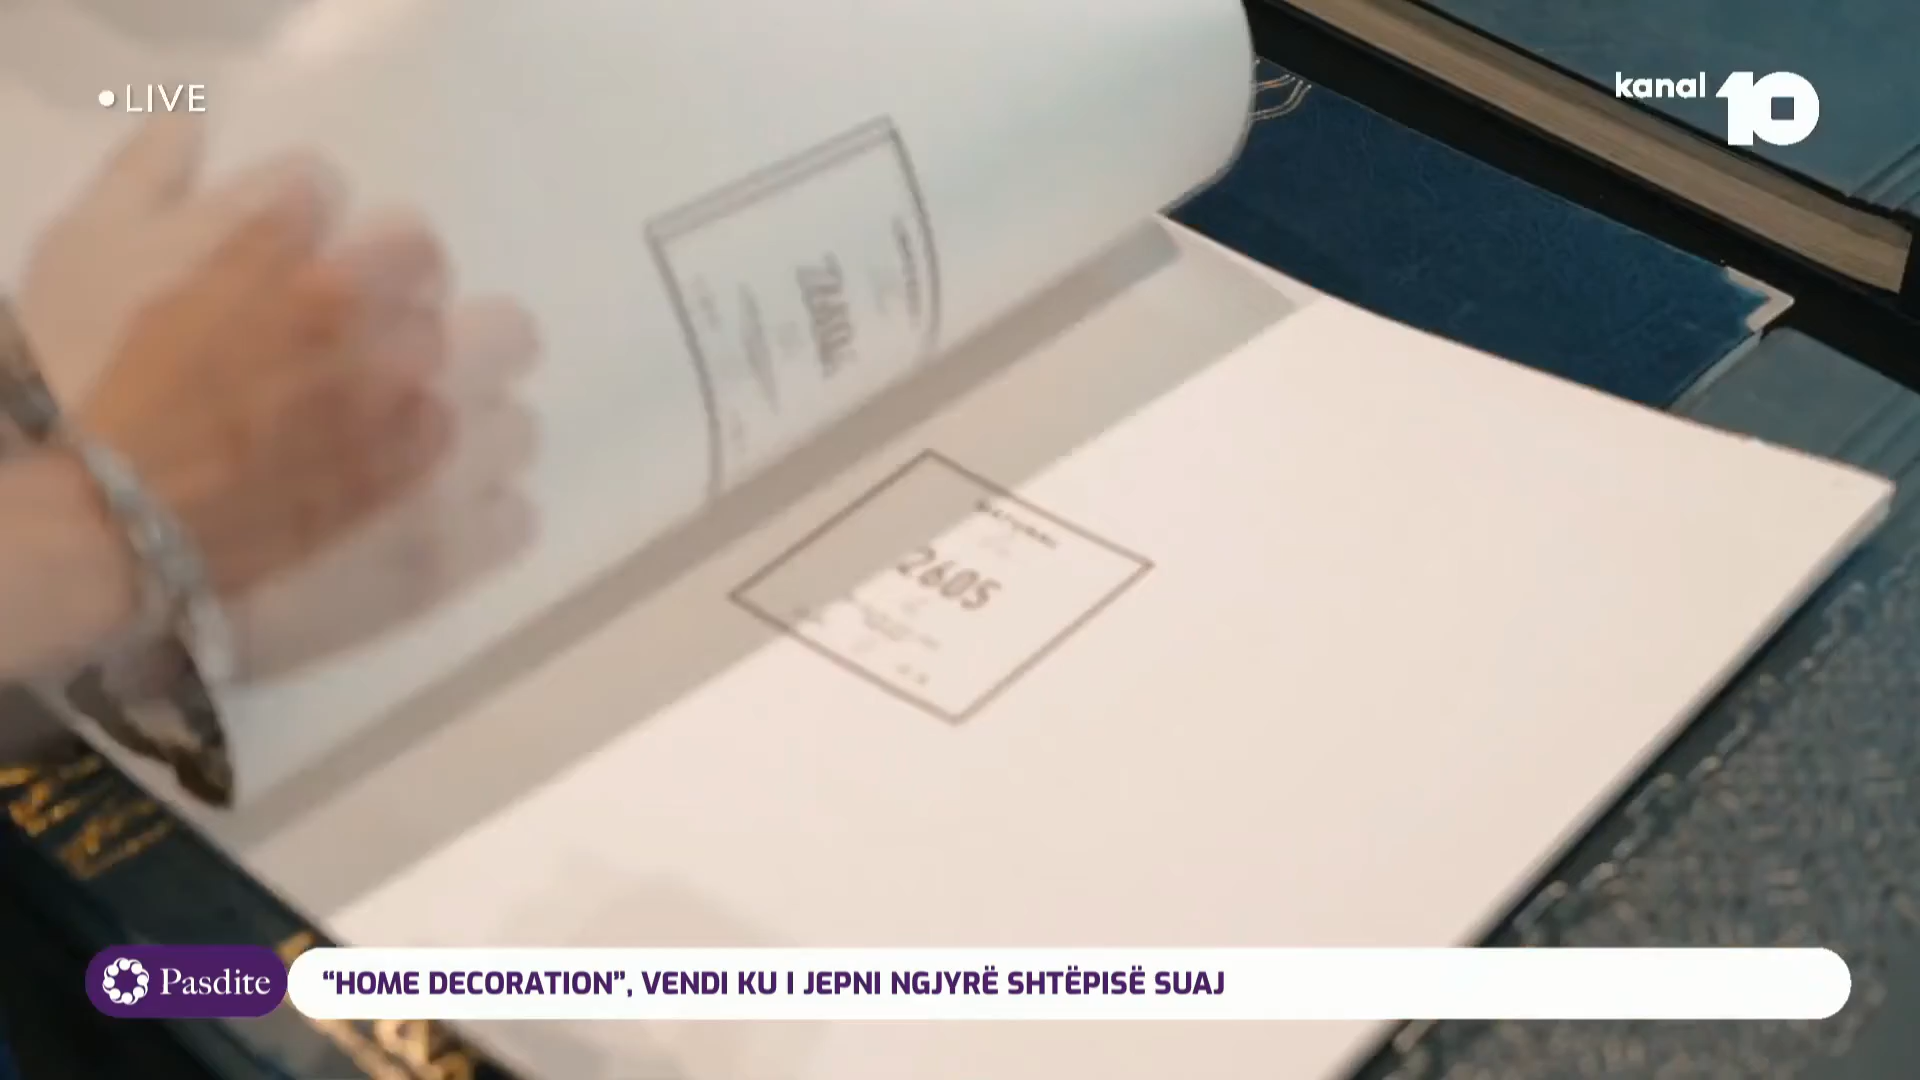 LIVE
kanal 10
2605
Pasdite
“HOME DECORATION”, VENDI KU I JEPNI NGJYRË SHTËPISË SUAJ